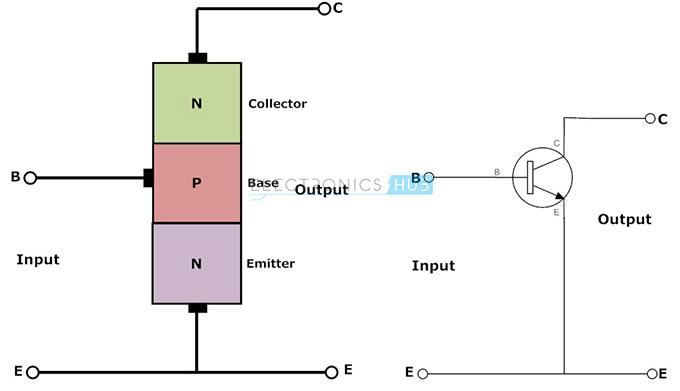 C
N Collector
B
P Base
ELECTRONICS HUB
Output
N Emitter
Input
E E
C
C
B B
E
Output
Input
E E